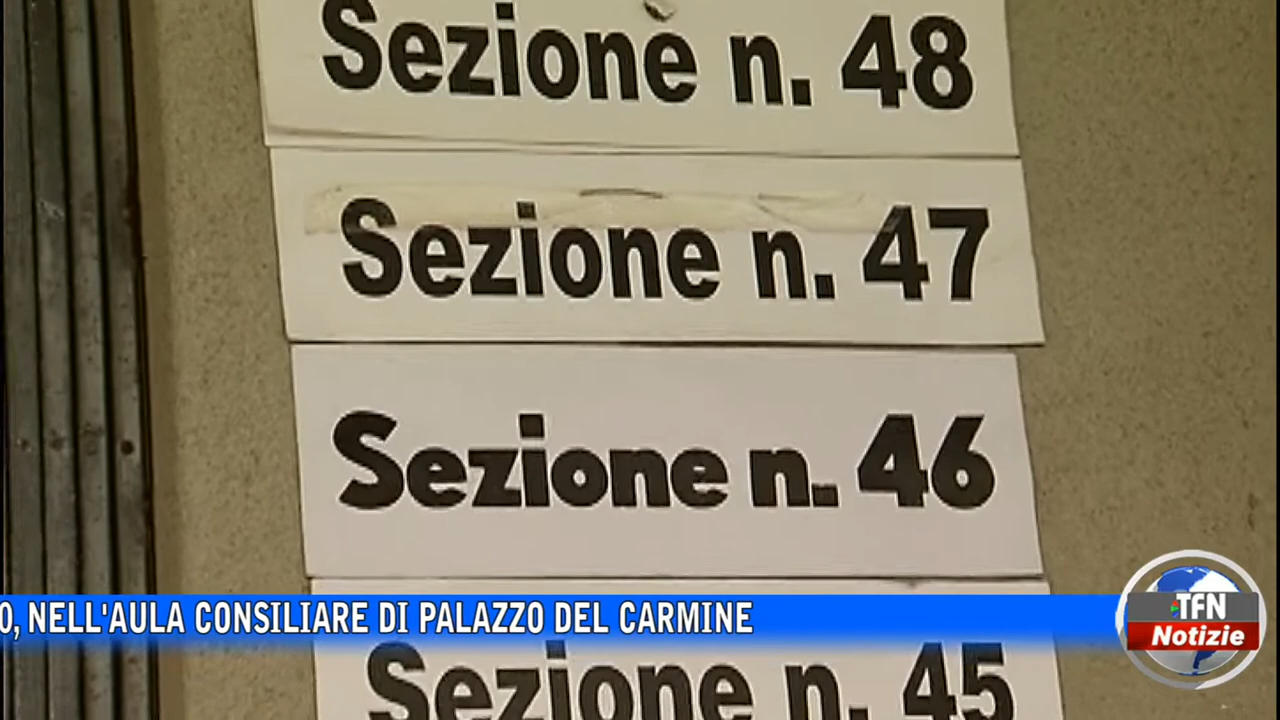 Sezione n. 48
Sezione n. 47
Sezione n. 46
0, NELL'AULA CONSILIARE DI PALAZZO DEL CARMINE
TFN
Notizie
Sezione n. 45